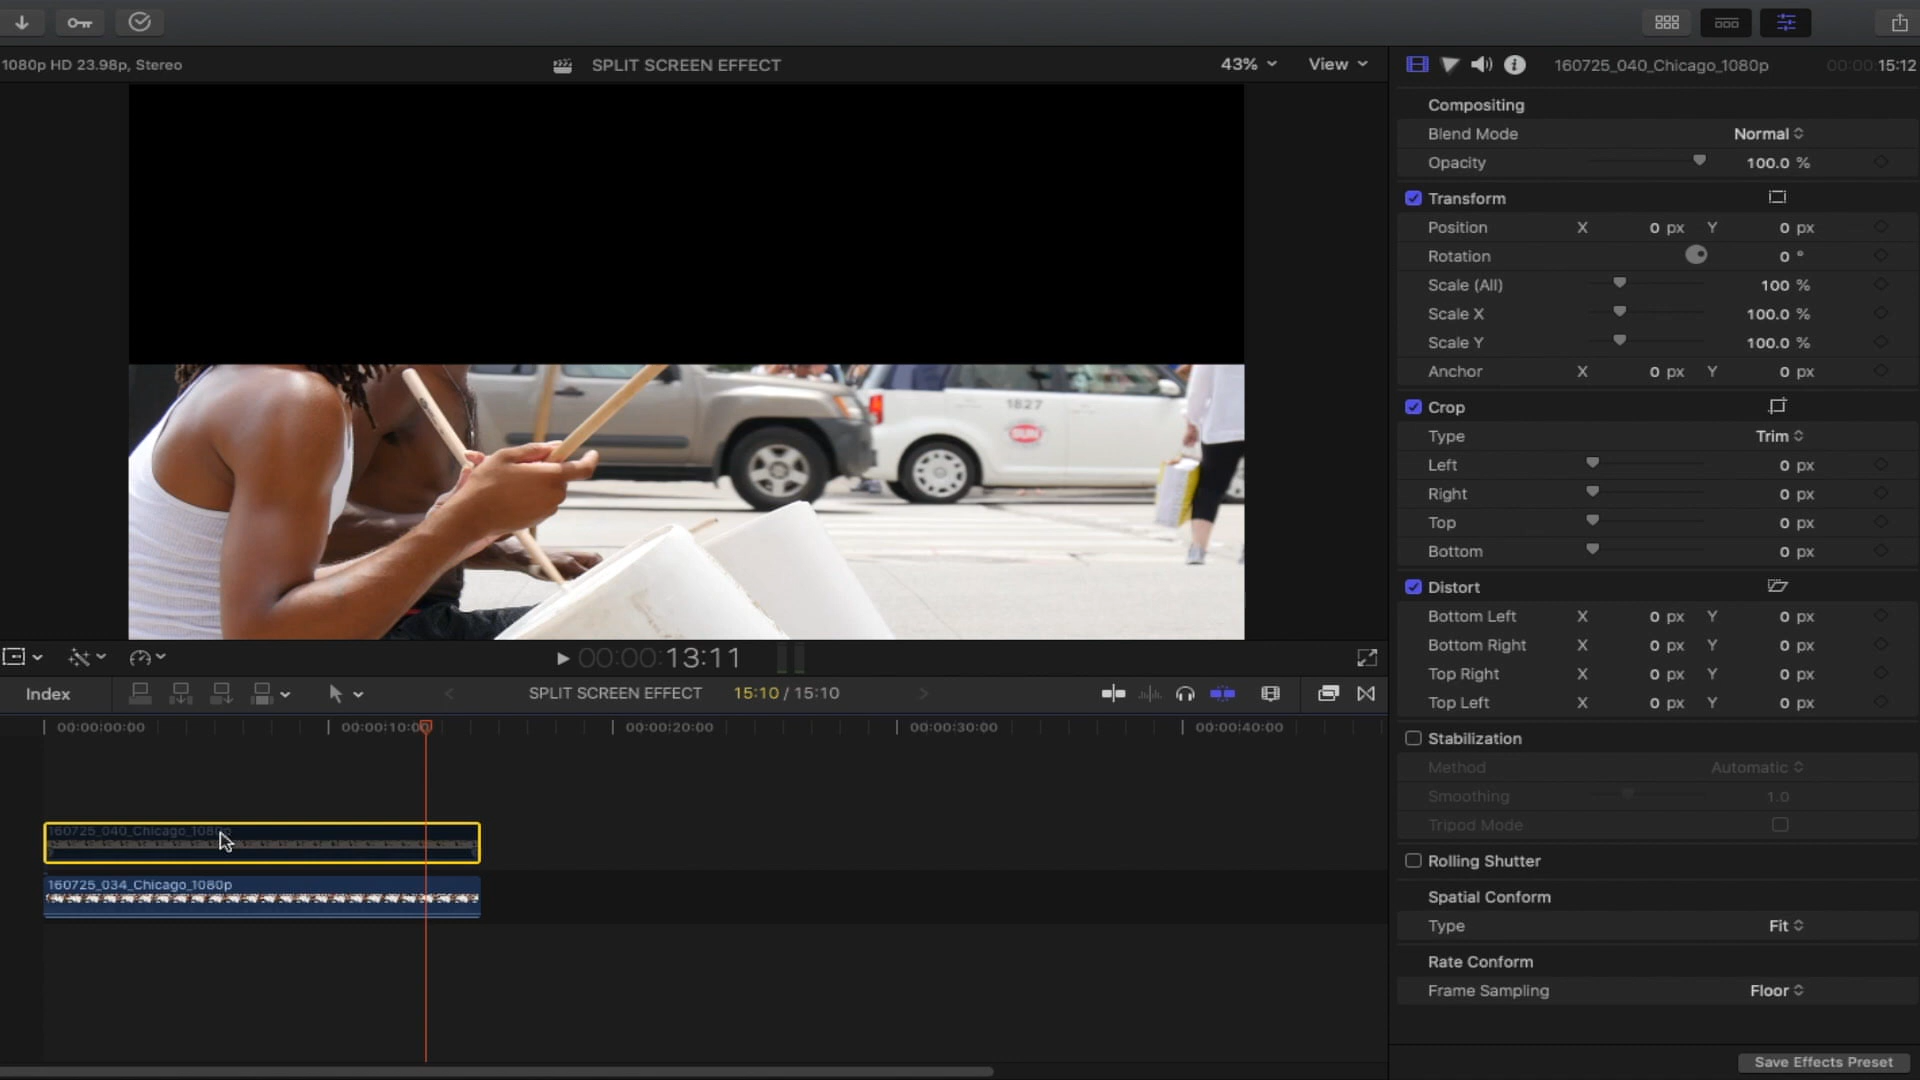 1080p HD 23.98p, Stereo
SPLIT SCREEN EFFECT
43%
View
160725_040_Chicago_1080p
00:00:15:12
Compositing
Blend Mode Normal
Opacity 100.0 %
Transform
Position X 0 px Y 0 px
Rotation 0 °
Scale (All) 100 %
Scale X 100.0 %
Scale Y 100.0 %
Anchor X 0 px Y 0 px
Crop
Type Trim
Left 0 px
Right 0 px
Top 0 px
Bottom 0 px
Distort
Bottom Left X 0 px Y 0 px
Bottom Right X 0 px Y 0 px
Top Right X 0 px Y 0 px
Top Left X 0 px Y 0 px
Stabilization
Method Automatic
Smoothing 1.0
Tripod Mode
Rolling Shutter
Spatial Conform
Type Fit
Rate Conform
Frame Sampling Floor
Save Effects Preset
1827
SUN
00:00:13:11
Index
SPLIT SCREEN EFFECT
15:10 / 15:10
00:00:00:00
00:00:10:00
00:00:20:00
00:00:30:00
00:00:40:00
160725_040_Chicago_1080p
160725_034_Chicago_1080p